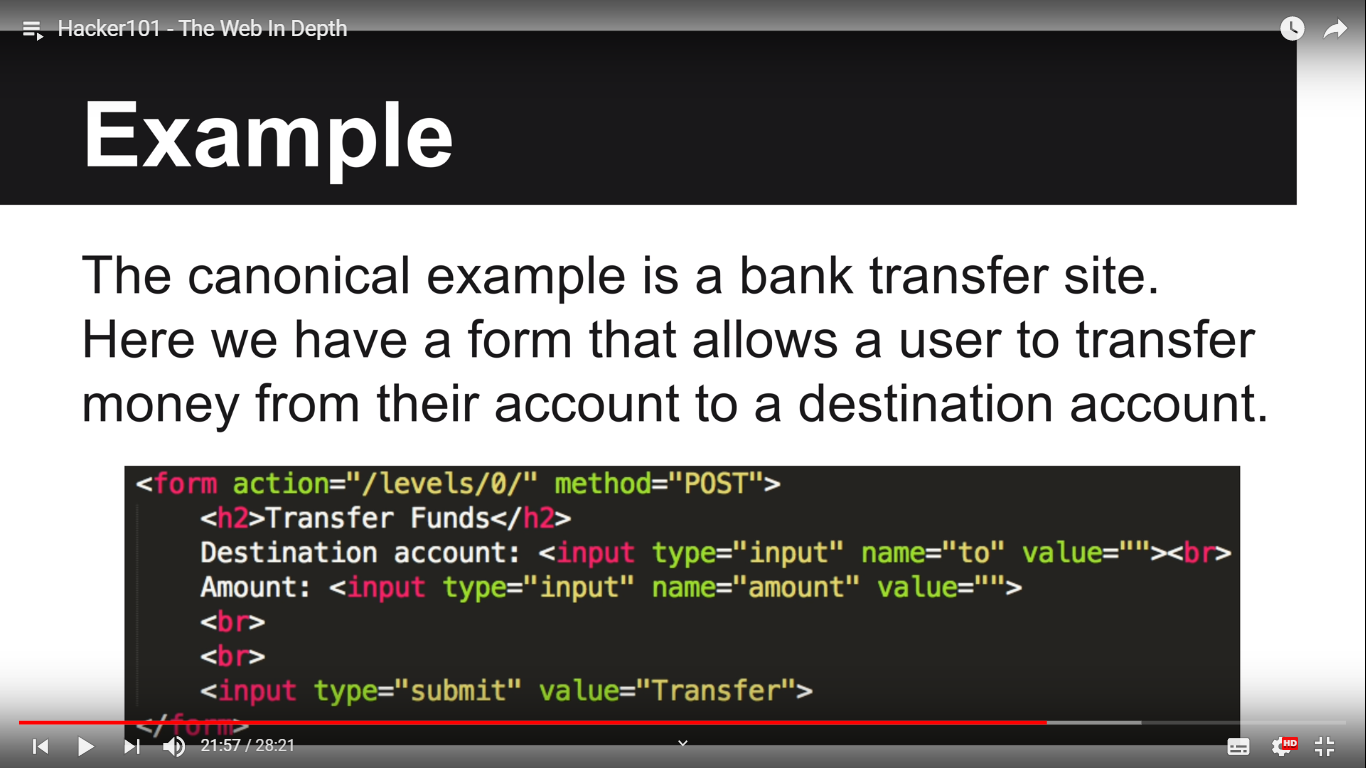 Hacker101 - The Web In Depth
Example
The canonical example is a bank transfer site.
Here we have a form that allows a user to transfer
money from their account to a destination account.
<form action="/levels/0/" method="POST">
<h2>Transfer Funds</h2>
Destination account: <input type="input" name="to" value=""><br>
Amount: <input type="input" name="amount" value="">
<br>
<br>
<input type="submit" value="Transfer">
</form>
21:57 / 28:21
HD